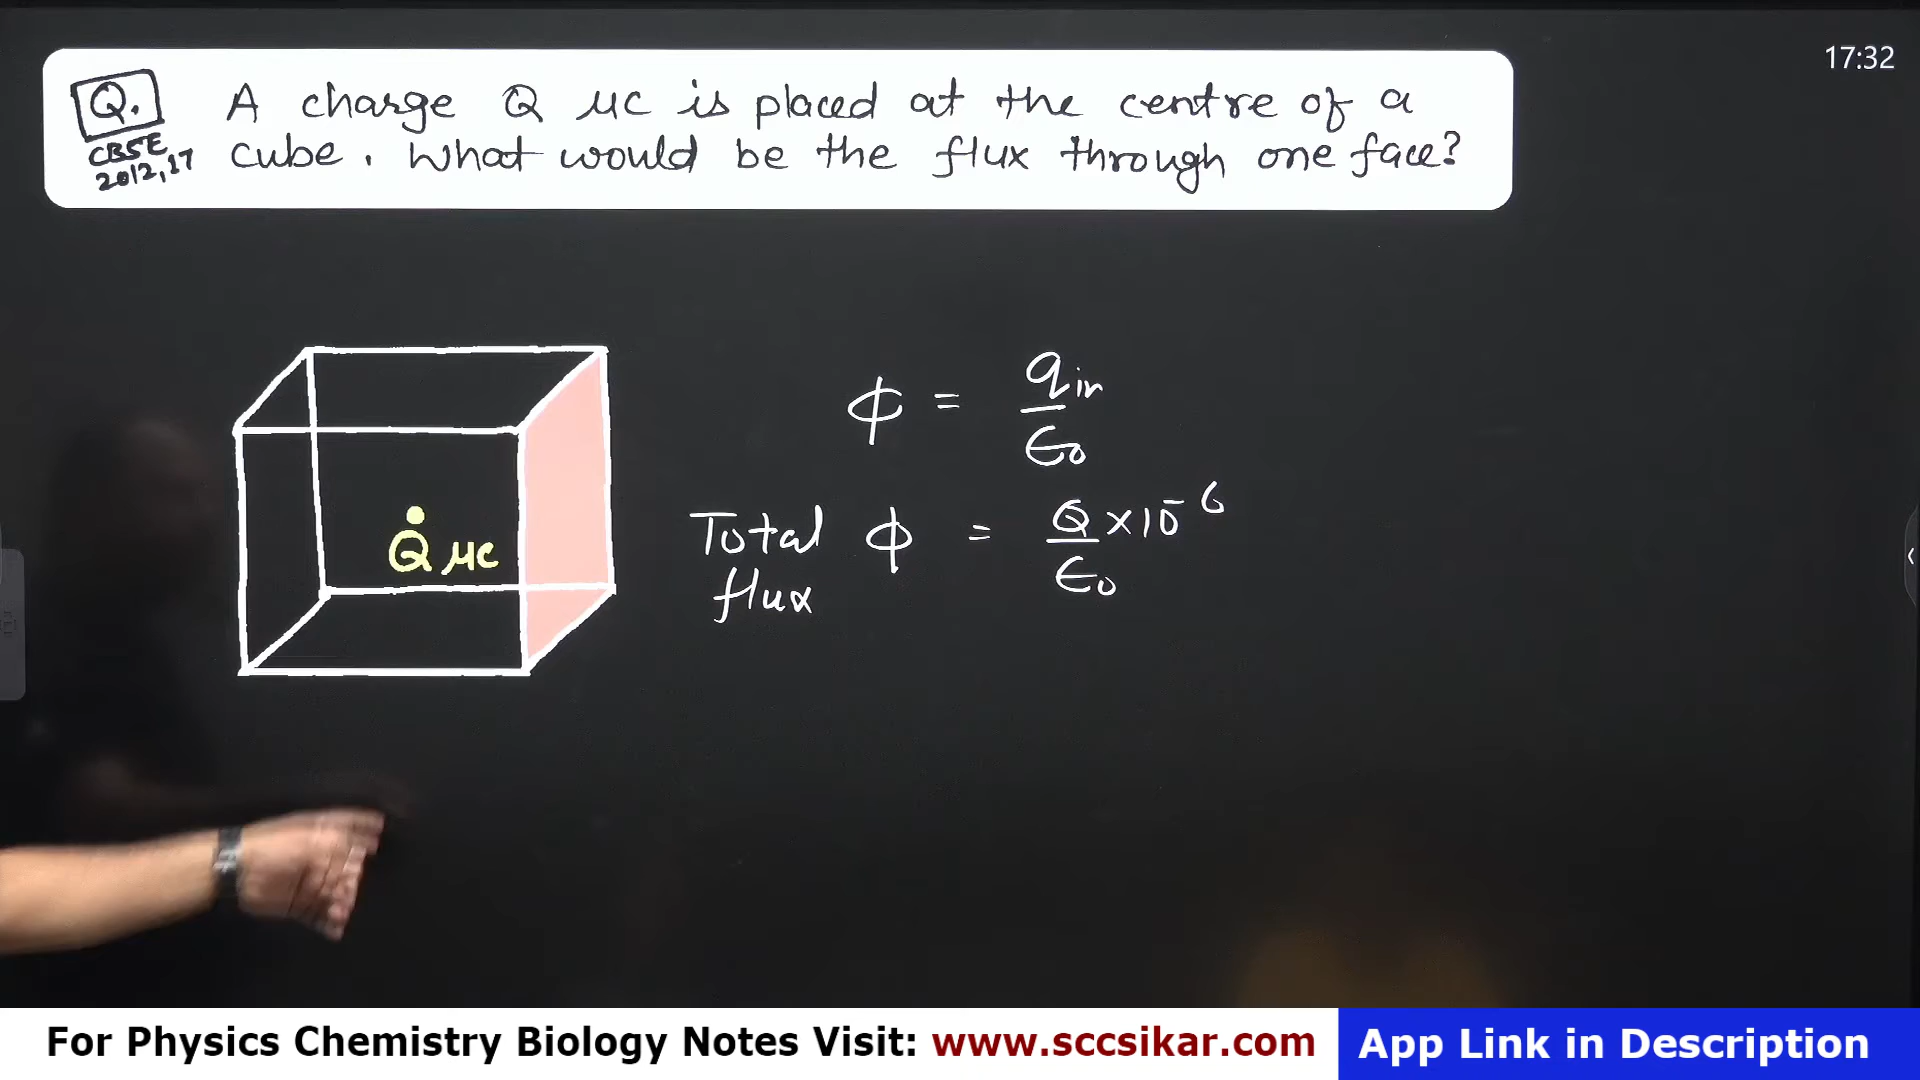 17:32
Q. A charge Q μC is placed at the centre of a
CBSE
2012,17
cube. What would be the flux through one face?
Q μC
ϕ = qin/ϵ0
Total ϕ = Q×10⁻⁶/ϵ0
flux
For Physics Chemistry Biology Notes Visit: www.sccsikar.com
App Link in Description